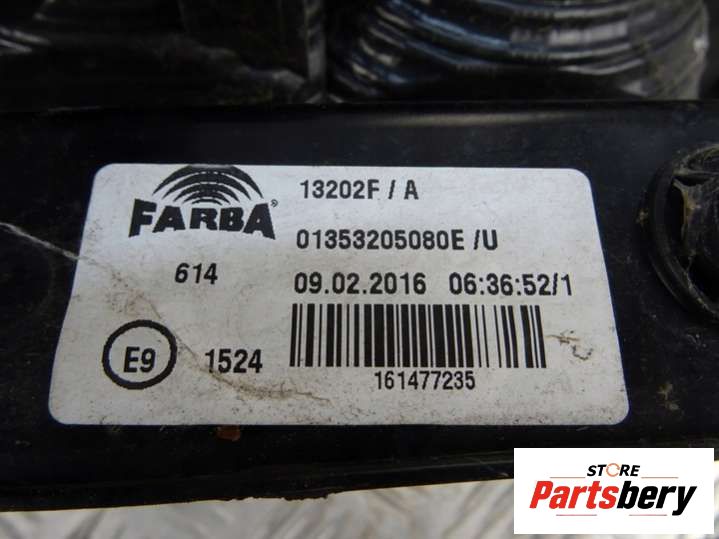 FARBA®
13202F / A
01353205080E /U
614
09.02.2016 06:36:52/1
E9
1524
161477235
STORE
Partsbery